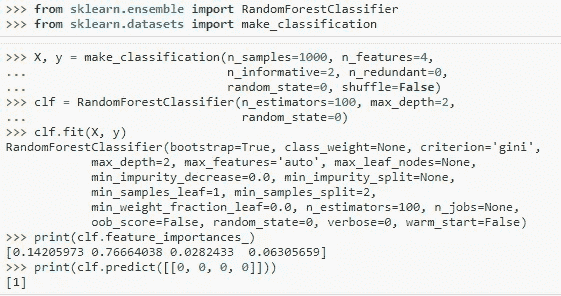 >>> from sklearn.ensemble import RandomForestClassifier
>>> from sklearn.datasets import make_classification
>>> X, y = make_classification(n_samples=1000, n_features=4,
...                            n_informative=2, n_redundant=0,
...                            random_state=0, shuffle=False)
>>> clf = RandomForestClassifier(n_estimators=100, max_depth=2,
...                              random_state=0)
>>> clf.fit(X, y)
RandomForestClassifier(bootstrap=True, class_weight=None, criterion='gini',
            max_depth=2, max_features='auto', max_leaf_nodes=None,
            min_impurity_decrease=0.0, min_impurity_split=None,
            min_samples_leaf=1, min_samples_split=2,
            min_weight_fraction_leaf=0.0, n_estimators=100, n_jobs=None,
            oob_score=False, random_state=0, verbose=0, warm_start=False)
>>> print(clf.feature_importances_)
[0.14205973 0.76664038 0.0282433  0.06305659]
>>> print(clf.predict([[0, 0, 0, 0]]))
[1]